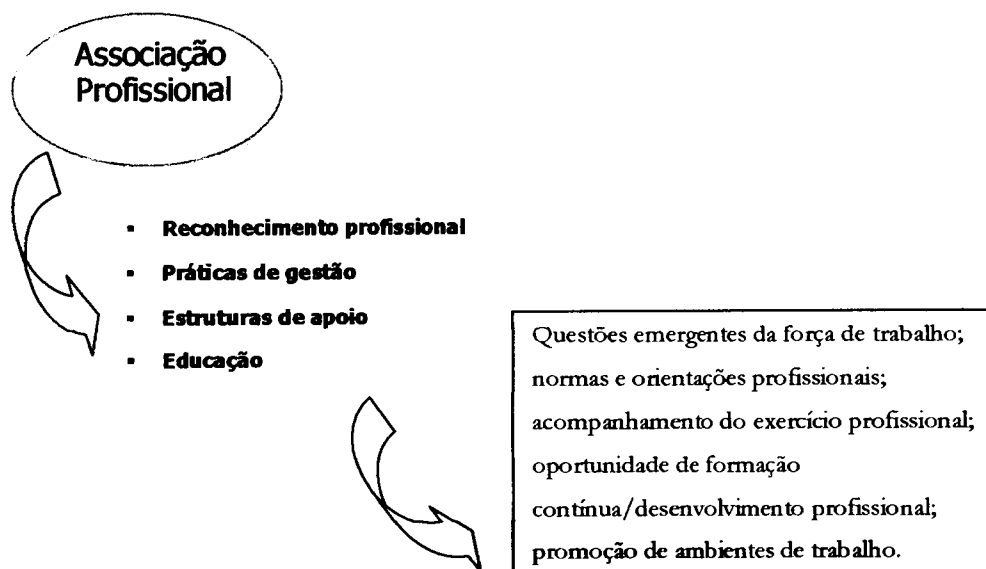 Associação
Profissional
▪ Reconhecimento profissional
▪ Práticas de gestão
▪ Estruturas de apoio
▪ Educação
Questões emergentes da força de trabalho;
normas e orientações profissionais;
acompanhamento do exercício profissional;
oportunidade de formação
contínua/desenvolvimento profissional;
promoção de ambientes de trabalho.